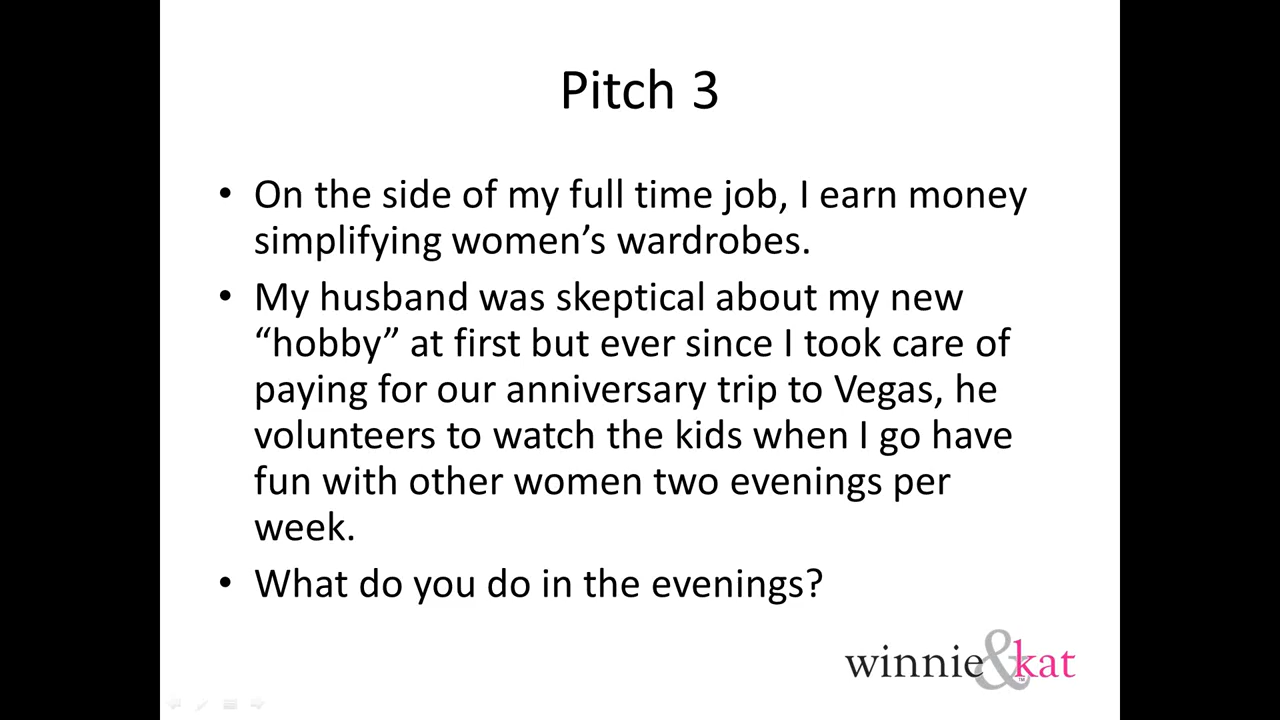 Pitch 3
• On the side of my full time job, I earn money
simplifying women’s wardrobes.
• My husband was skeptical about my new
“hobby” at first but ever since I took care of
paying for our anniversary trip to Vegas, he
volunteers to watch the kids when I go have
fun with other women two evenings per
week.
• What do you do in the evenings?
winnie&kat